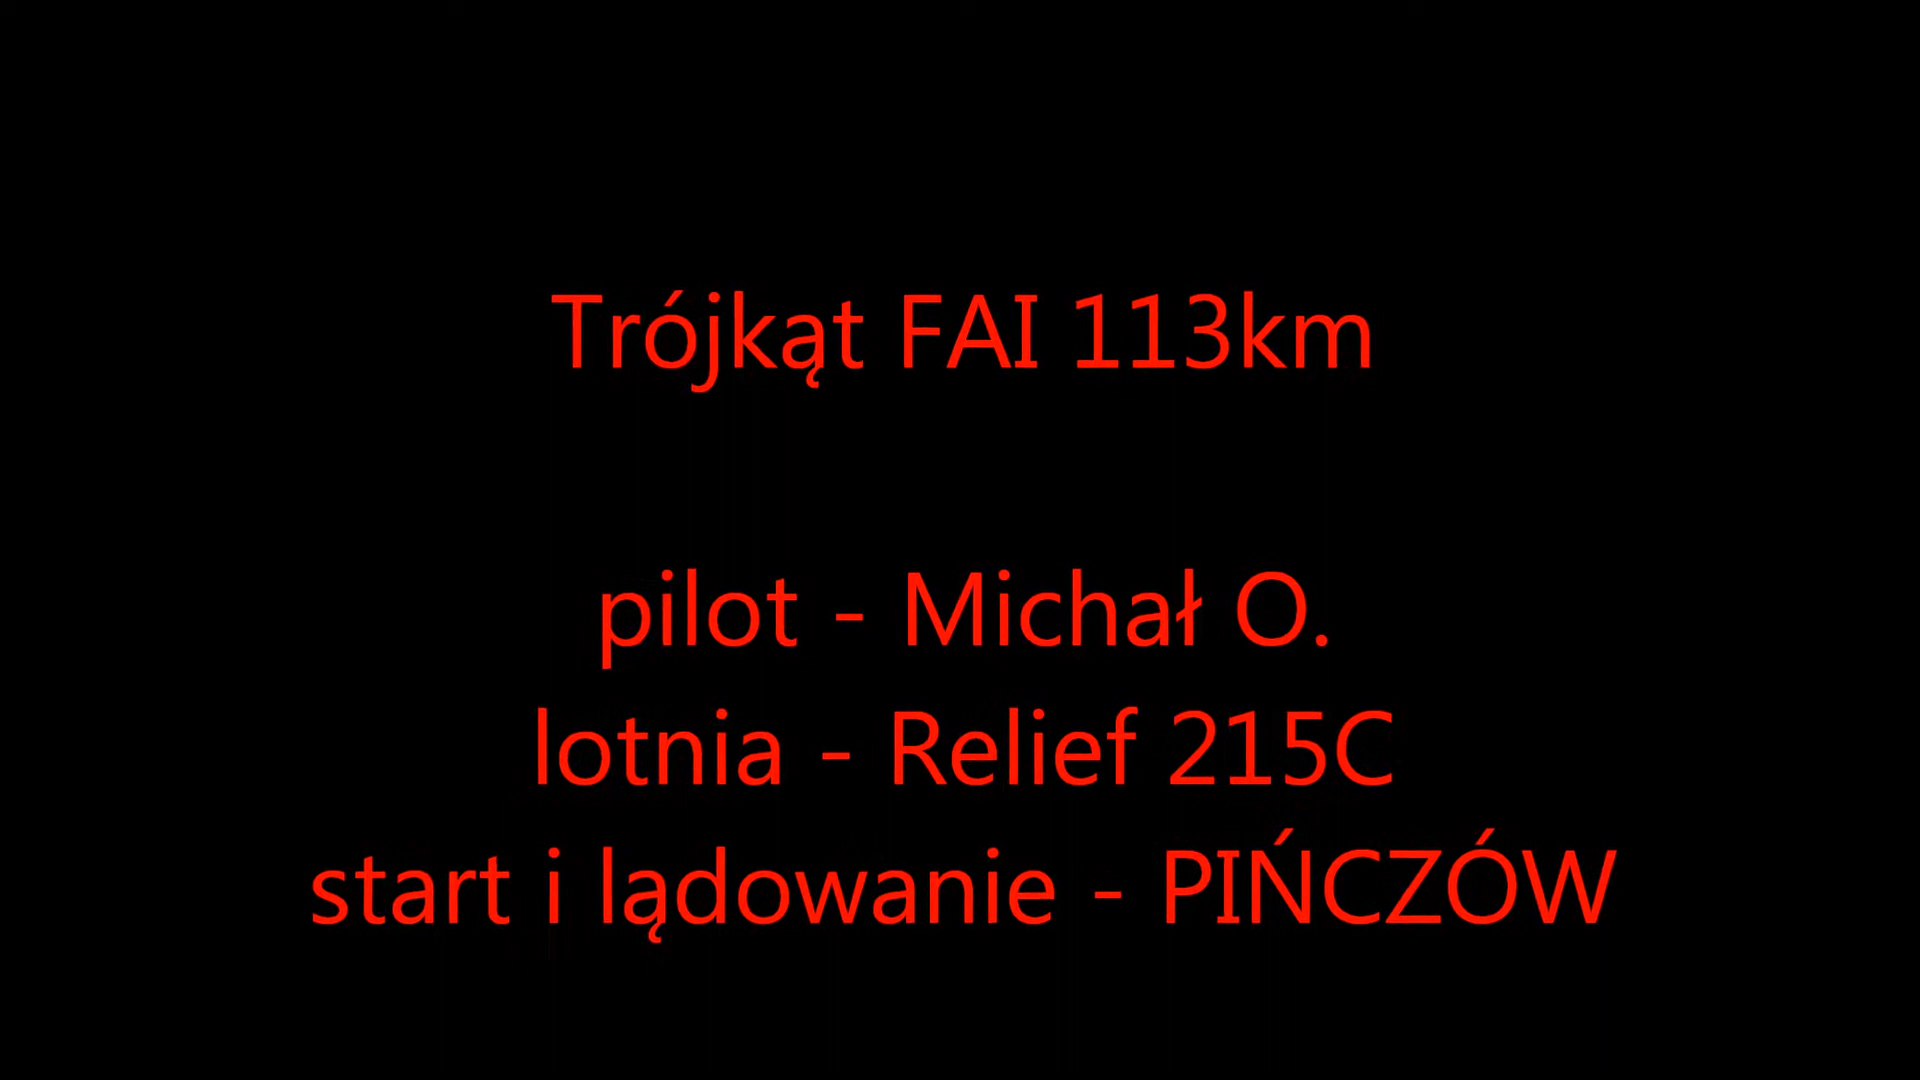 Trójkąt FAI 113km
pilot - Michał O.
lotnia - Relief 215C
start i lądowanie - PIŃCZÓW